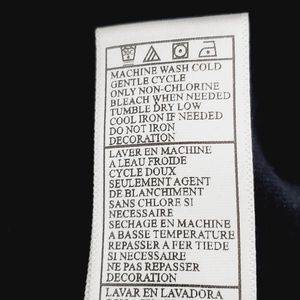 MACHINE WASH COLD
GENTLE CYCLE
ONLY NON-CHLORINE
BLEACH WHEN NEEDED
TUMBLE DRY LOW
COOL IRON IF NEEDED
DO NOT IRON
DECORATION
LAVER EN MACHINE
A LEAU FROIDE
CYCLE DOUX
SEULEMENT AGENT
DE BLANCHIMENT
SANS CHLORE SI
NECESSAIRE
SECHAGE EN MACHINE
A BASSE TEMPERATURE
REPASSER A FER TIEDE
SI NECESSAIRE
NE PAS REPASSER
DECORATION
LAVAR EN LAVADORA